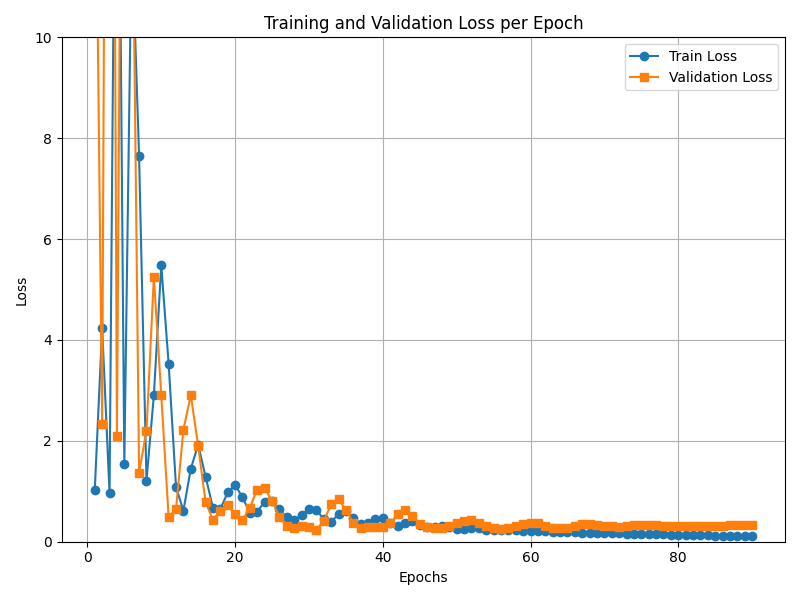 Training and Validation Loss per Epoch
Train Loss
Validation Loss
10
8
6
4
2
0
Loss
0 20 40 60 80
Epochs